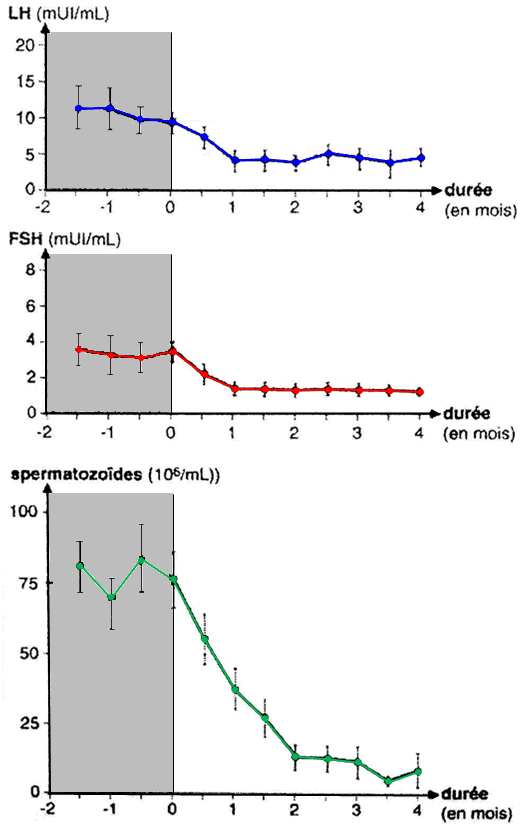 LH (mUI/mL)
20
15
10
5
0
-2 -1 0 1 2 3 4
durée
(en mois)
FSH (mUI/mL)
8
6
4
2
0
-2 -1 0 1 2 3 4
durée
(en mois)
spermatozoïdes (10⁶/mL))
100
75
50
25
0
-2 -1 0 1 2 3 4
durée
(en mois)